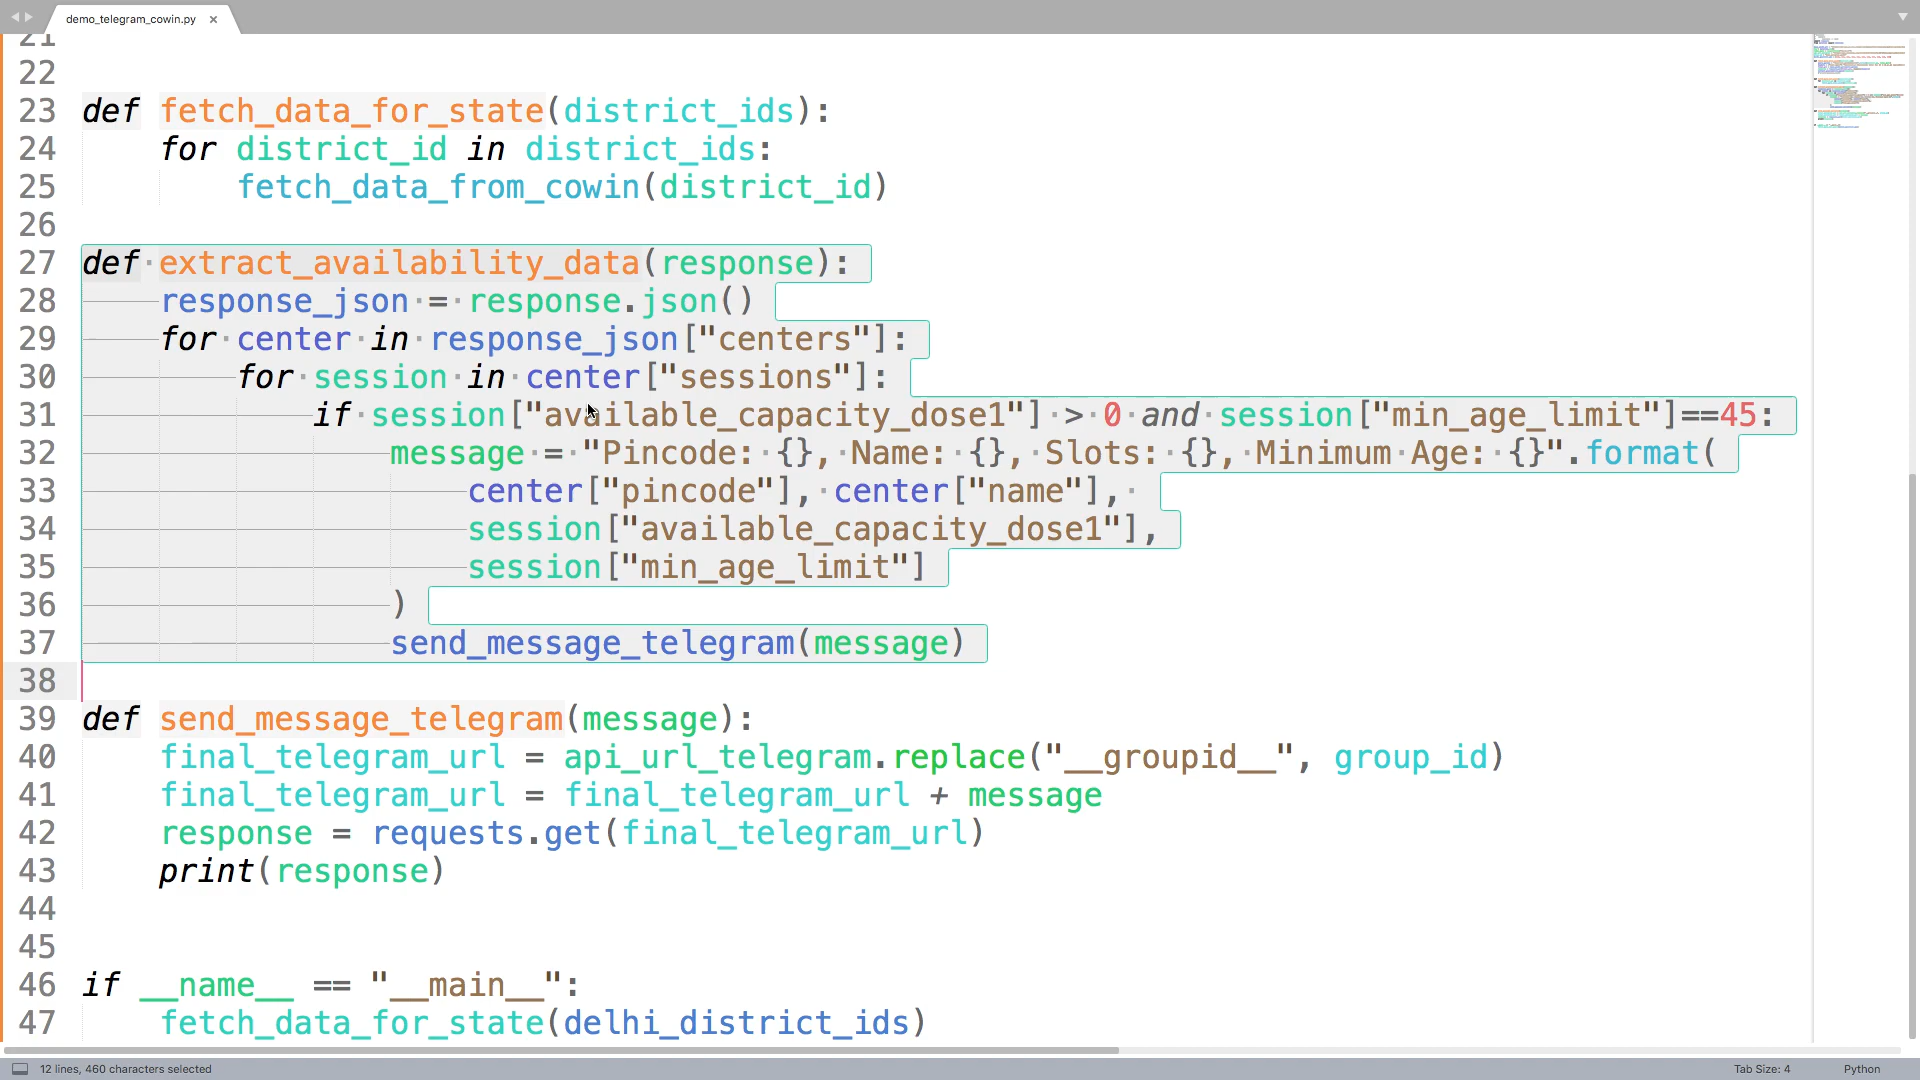 demo_telegram_cowin.py ×
21
22
23 def fetch_data_for_state(district_ids):
24     for district_id in district_ids:
25         fetch_data_from_cowin(district_id)
26
27 def extract_availability_data(response):
28     response_json = response.json()
29     for center in response_json["centers"]:
30         for session in center["sessions"]:
31             if session["available_capacity_dose1"] > 0 and session["min_age_limit"]==45:
32                 message = "Pincode: {}, Name: {}, Slots: {}, Minimum Age: {}".format(
33                     center["pincode"], center["name"],
34                     session["available_capacity_dose1"],
35                     session["min_age_limit"]
36                 )
37                 send_message_telegram(message)
38
39 def send_message_telegram(message):
40     final_telegram_url = api_url_telegram.replace("__groupid__", group_id)
41     final_telegram_url = final_telegram_url + message
42     response = requests.get(final_telegram_url)
43     print(response)
44
45
46 if __name__ == "__main__":
47     fetch_data_for_state(delhi_district_ids)
12 lines, 460 characters selected Tab Size: 4 Python